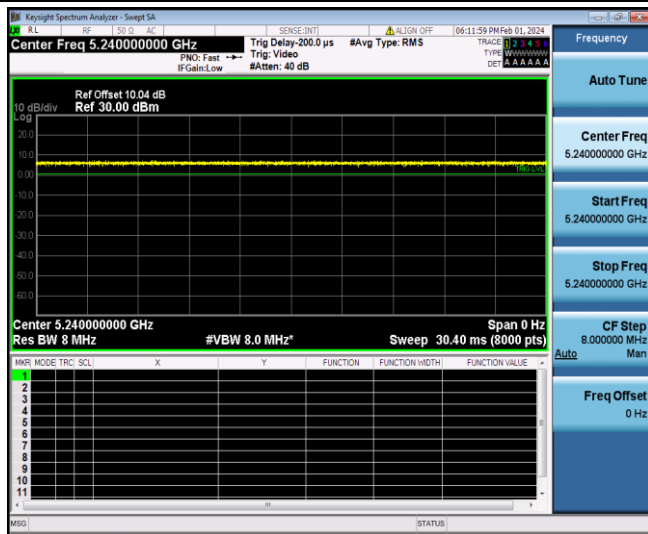 Keysight Spectrum Analyzer - Swept SA
RL RF 50 Ω AC SENSE:INT ALIGN OFF 06:11:59 PM Feb 01, 2024
Center Freq 5.240000000 GHz
PNO: Fast
IFGain:Low
Trig Delay-200.0 µs
Trig: Video
#Atten: 40 dB
#Avg Type: RMS
TRACE 1 2 3 4 5 6
TYPE WWWWWW
DET A A A A A A
Ref Offset 10.04 dB
10 dB/div Ref 30.00 dBm
Log
20.0
10.0
0.00
TRIG LVL
-10.0
-20.0
-30.0
-40.0
-50.0
-60.0
Center 5.240000000 GHz Span 0 Hz
Res BW 8 MHz #VBW 8.0 MHz* Sweep 30.40 ms (8000 pts)
MKR MODE TRC SCL X Y FUNCTION FUNCTION WIDTH FUNCTION VALUE
1
2
3
4
5
6
7
8
9
10
11
MSG STATUS
Frequency
Auto Tune
Center Freq
5.240000000 GHz
Start Freq
5.240000000 GHz
Stop Freq
5.240000000 GHz
CF Step
8.000000 MHz
Auto Man
Freq Offset
0 Hz